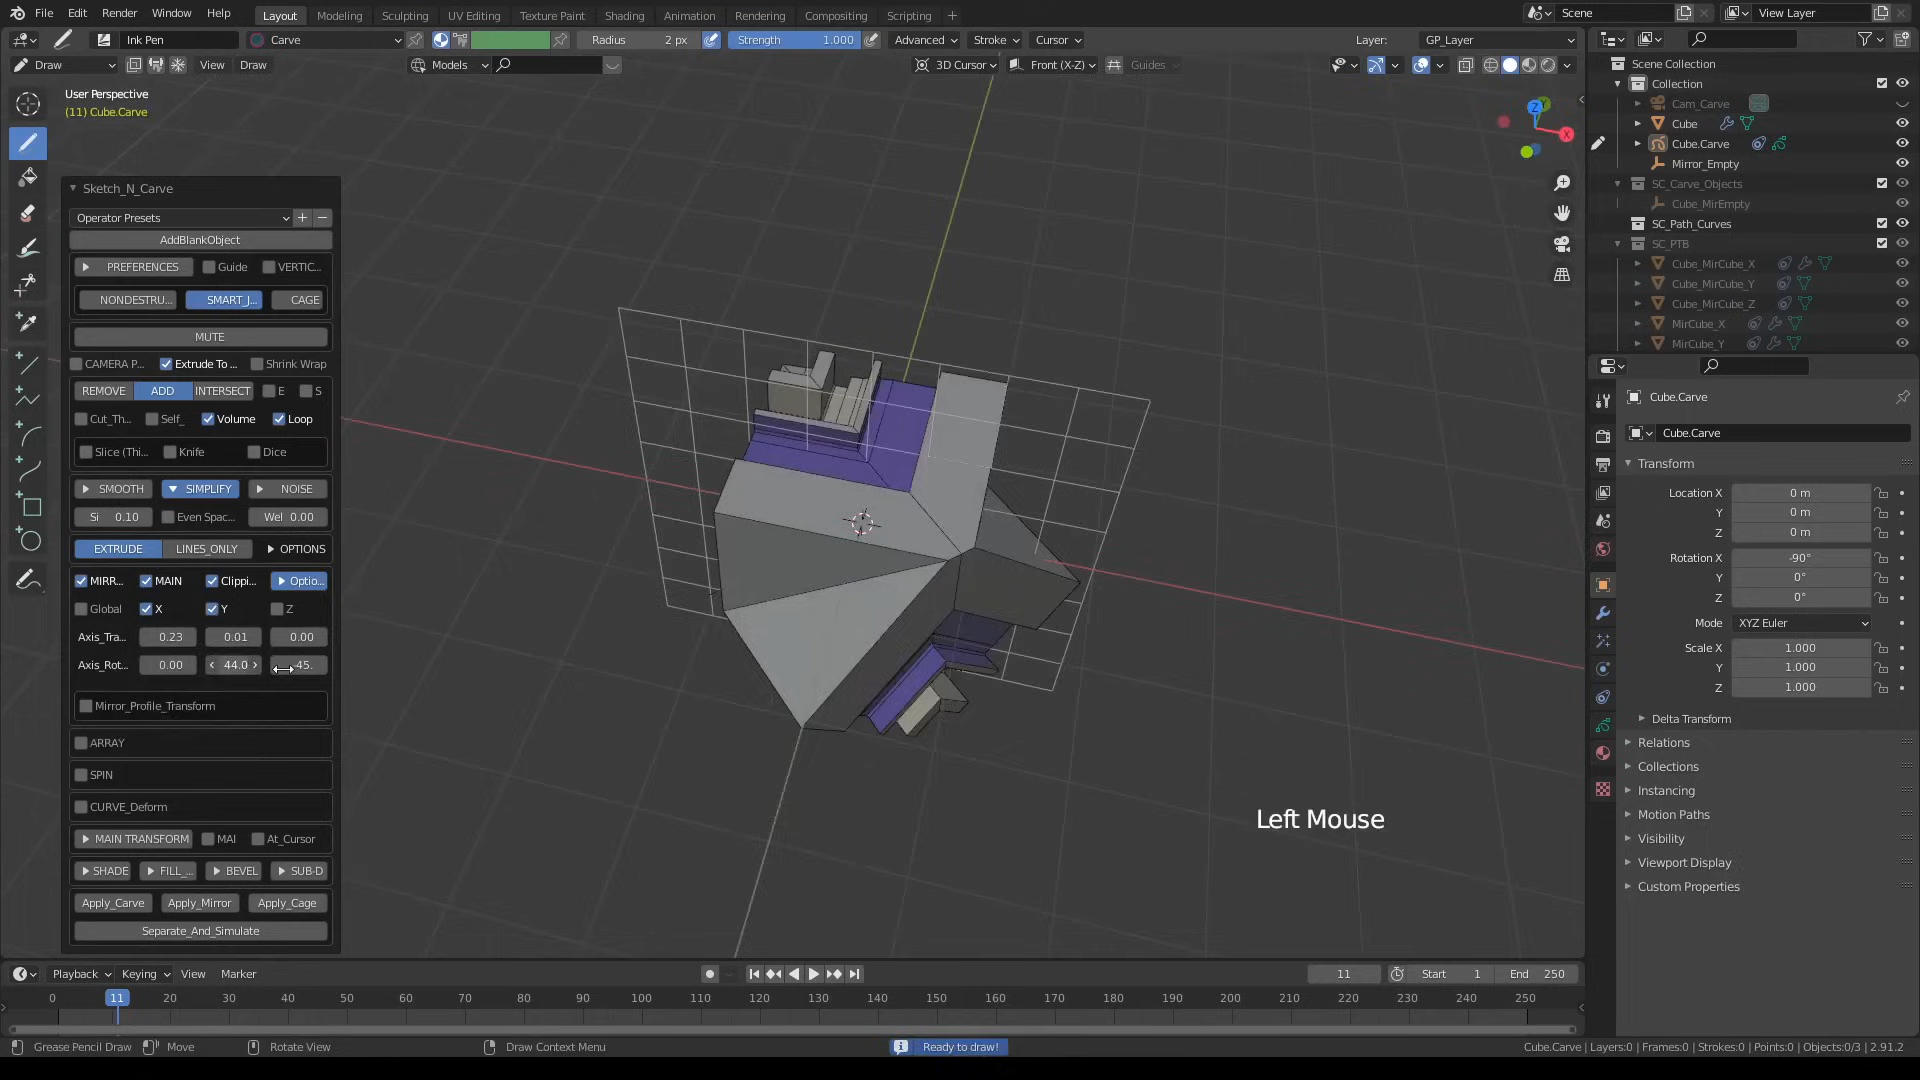 File Edit Render Window Help Layout Modeling Sculpting UV Editing Texture Paint Shading Animation Rendering Compositing Scripting + Scene View Layer
Ink Pen Carve Radius 2 px Strength 1.000 Advanced Stroke Cursor Layer: GP_Layer
Draw View Draw Models 3D Cursor Front (X-Z) Guides
User Perspective
(11) Cube.Carve
Sketch_N_Carve
Operator Presets
AddBlankObject
PREFERENCES Guide VERTIC...
NONDESTRU... SMART_J... CAGE
MUTE
CAMERA P... Extrude To ... Shrink Wrap
REMOVE ADD INTERSECT E S
Cut_Th... Self_ Volume Loop
Slice (Thi... Knife Dice
SMOOTH SIMPLIFY NOISE
Si 0.10 Even Spac... Wel 0.00
EXTRUDE LINES_ONLY OPTIONS
MIRR... MAIN Clippi... Optio...
Global X Y Z
Axis_Tra... 0.23 0.01 0.00
Axis_Rot... 0.00 44.0 -45.
Mirror_Profile_Transform
ARRAY
SPIN
CURVE_Deform
MAIN TRANSFORM MAI At_Cursor
SHADE FILL_... BEVEL SUB-D
Apply_Carve Apply_Mirror Apply_Cage
Separate_And_Simulate
Z
X
Left Mouse
Scene Collection
Collection
Cam_Carve
Cube
Cube.Carve
Mirror_Empty
SC_Carve_Objects
Cube_MirEmpty
SC_Path_Curves
SC_PTB
Cube_MirCube_X
Cube_MirCube_Y
Cube_MirCube_Z
MirCube_X
MirCube_Y
Cube.Carve
Cube.Carve
Transform
Location X 0 m
Y 0 m
Z 0 m
Rotation X -90°
Y 0°
Z 0°
Mode XYZ Euler
Scale X 1.000
Y 1.000
Z 1.000
Delta Transform
Relations
Collections
Instancing
Motion Paths
Visibility
Viewport Display
Custom Properties
Playback Keying View Marker 11 Start 1 End 250
0 11 20 30 40 50 60 70 80 90 100 110 120 130 140 150 160 170 180 190 200 210 220 230 240 250
Grease Pencil Draw Move Rotate View Draw Context Menu Ready to draw! Cube.Carve | Layers:0 | Frames:0 | Strokes:0 | Points:0 | Objects:0/3 | 2.91.2